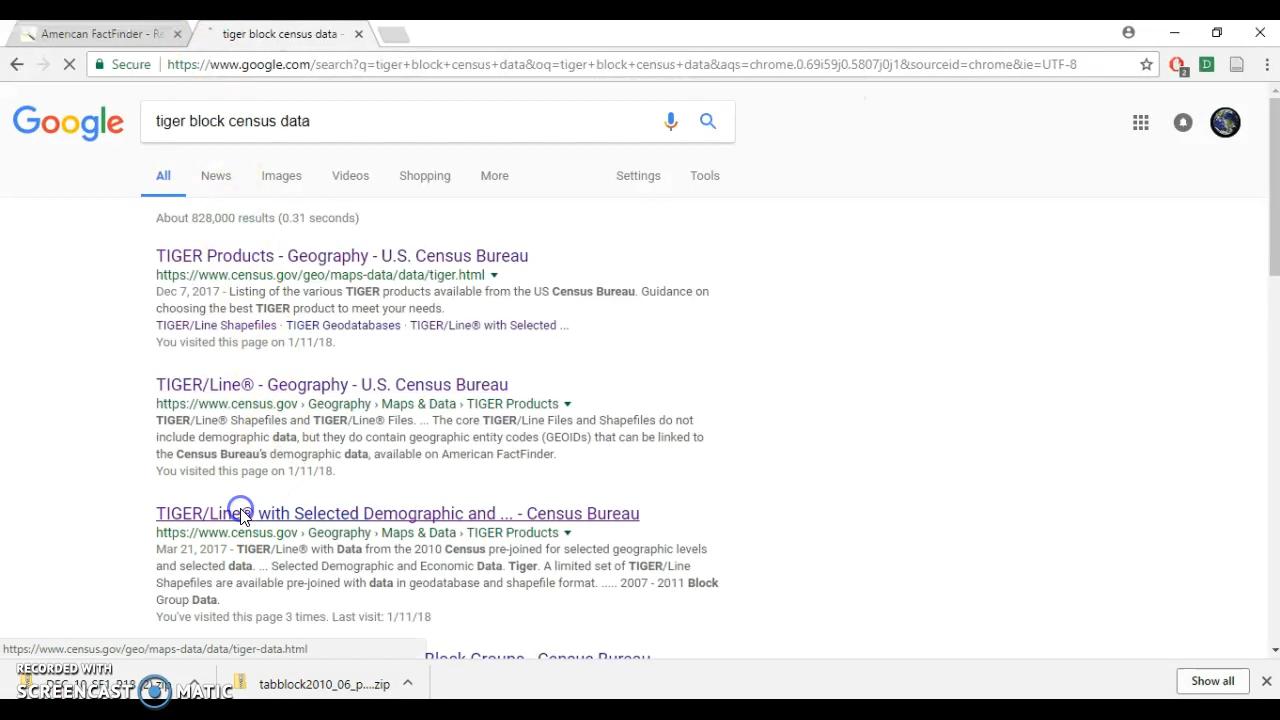 American FactFinder - Re
tiger block census data -
Secure
https://www.google.com/search?q=tiger+block+census+data&oq=tiger+block+census+data&aqs=chrome.0.69i59j0.5807j0j1&sourceid=chrome&ie=UTF-8
2
D
Google
tiger block census data
All
News
Images
Videos
Shopping
More
Settings
Tools
About 828,000 results (0.31 seconds)
TIGER Products - Geography - U.S. Census Bureau
https://www.census.gov/geo/maps-data/data/tiger.html
Dec 7, 2017 - Listing of the various TIGER products available from the US Census Bureau. Guidance on
choosing the best TIGER product to meet your needs.
TIGER/Line Shapefiles · TIGER Geodatabases · TIGER/Line® with Selected ...
You visited this page on 1/11/18.
TIGER/Line® - Geography - U.S. Census Bureau
https://www.census.gov › Geography › Maps & Data › TIGER Products
TIGER/Line® Shapefiles and TIGER/Line® Files. ... The core TIGER/Line Files and Shapefiles do not
include demographic data, but they do contain geographic entity codes (GEOIDs) that can be linked to
the Census Bureau's demographic data, available on American FactFinder.
You visited this page on 1/11/18.
TIGER/Line® with Selected Demographic and ... - Census Bureau
https://www.census.gov › Geography › Maps & Data › TIGER Products
Mar 21, 2017 - TIGER/Line® with Data from the 2010 Census pre-joined for selected geographic levels
and selected data. ... Selected Demographic and Economic Data. Tiger. A limited set of TIGER/Line
Shapefiles are available pre-joined with data in geodatabase and shapefile format. ..... 2007 - 2011 Block
Group Data.
You've visited this page 3 times. Last visit: 1/11/18
Block Groups - Census Bureau
https://www.census.gov/geo/maps-data/data/tiger-data.html
RECORDED WITH
SCREENCAST MATIC
tabblock2010_06_p....zip
Show all